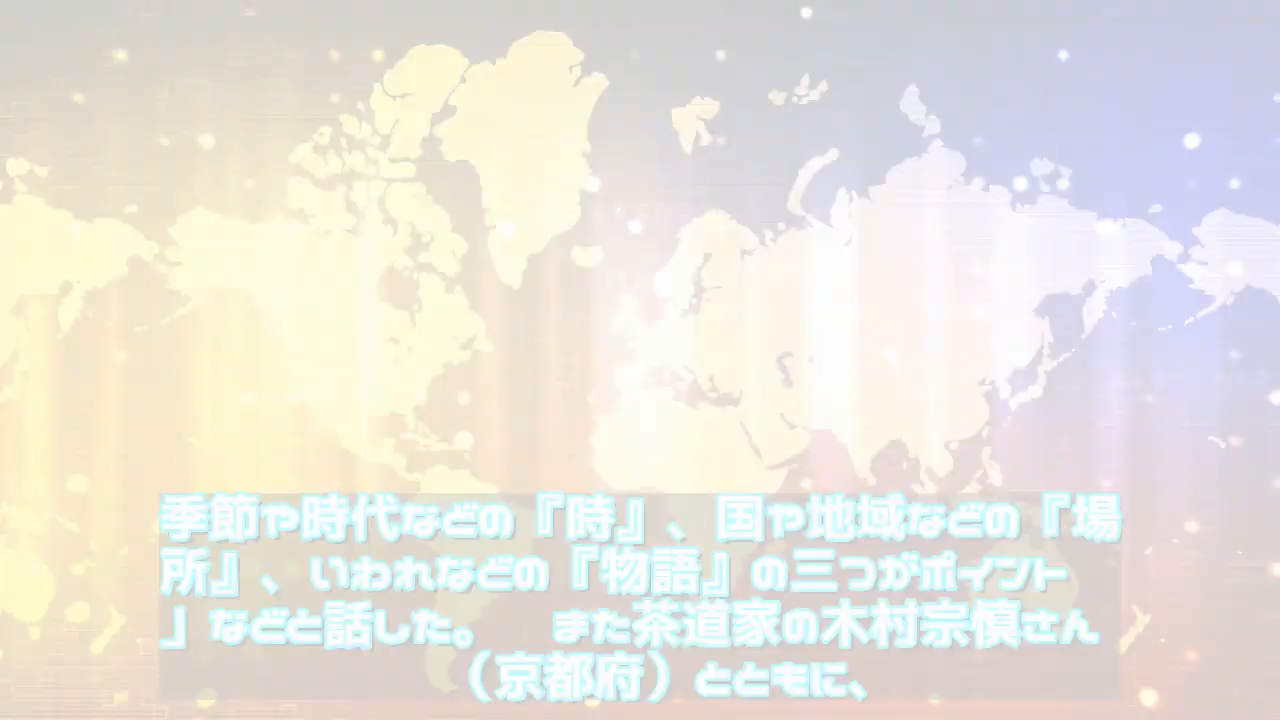 季節や時代などの『時』、国や地域などの『場
所』、いわれなどの『物語』の三つがポイント
」などと話した。　また茶道家の木村宗慎さん
（京都府）とともに、